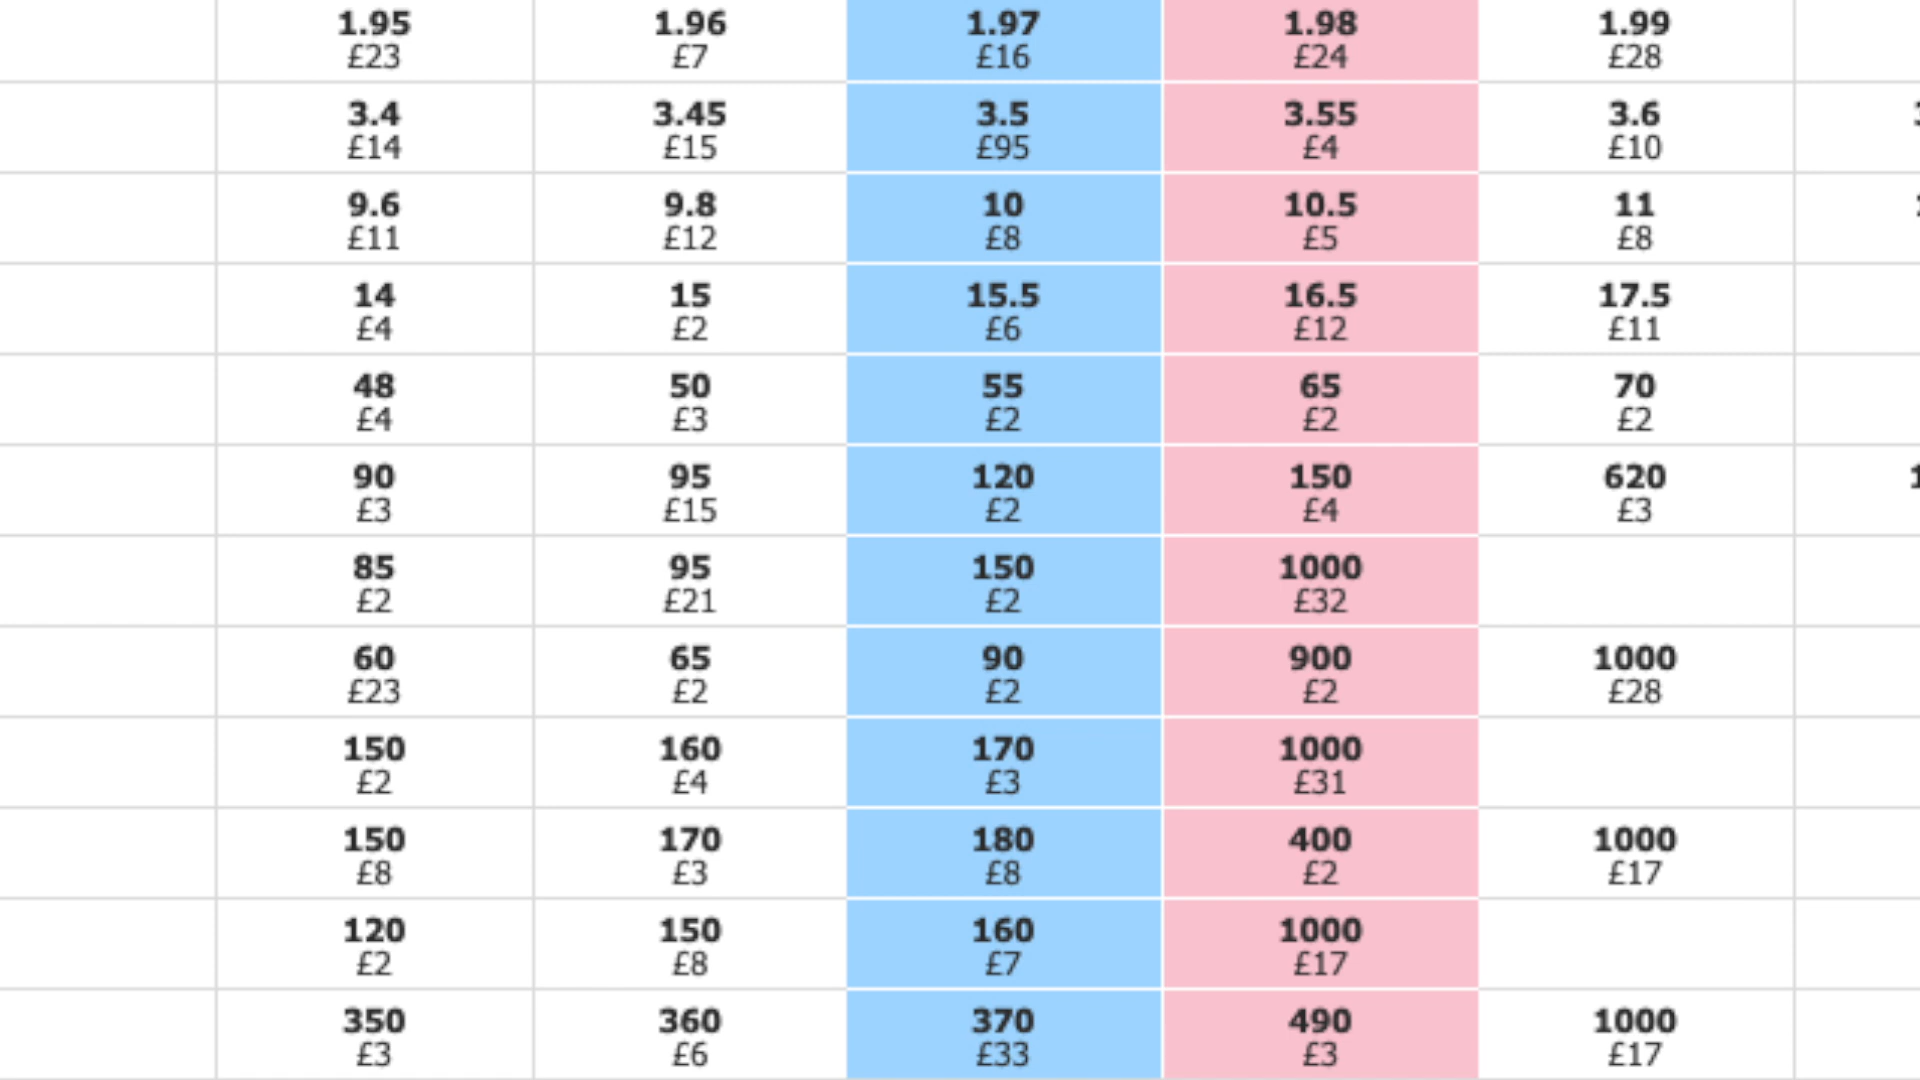 1.95 1.96 1.97 1.98 1.99
£23 £7 £16 £24 £28
3.4 3.45 3.5 3.55 3.6
£14 £15 £95 £4 £10
9.6 9.8 10 10.5 11
£11 £12 £8 £5 £8
14 15 15.5 16.5 17.5
£4 £2 £6 £12 £11
48 50 55 65 70
£4 £3 £2 £2 £2
90 95 120 150 620
£3 £15 £2 £4 £3
85 95 150 1000
£2 £21 £2 £32
60 65 90 900 1000
£23 £2 £2 £2 £28
150 160 170 1000
£2 £4 £3 £31
150 170 180 400 1000
£8 £3 £8 £2 £17
120 150 160 1000
£2 £8 £7 £17
350 360 370 490 1000
£3 £6 £33 £3 £17